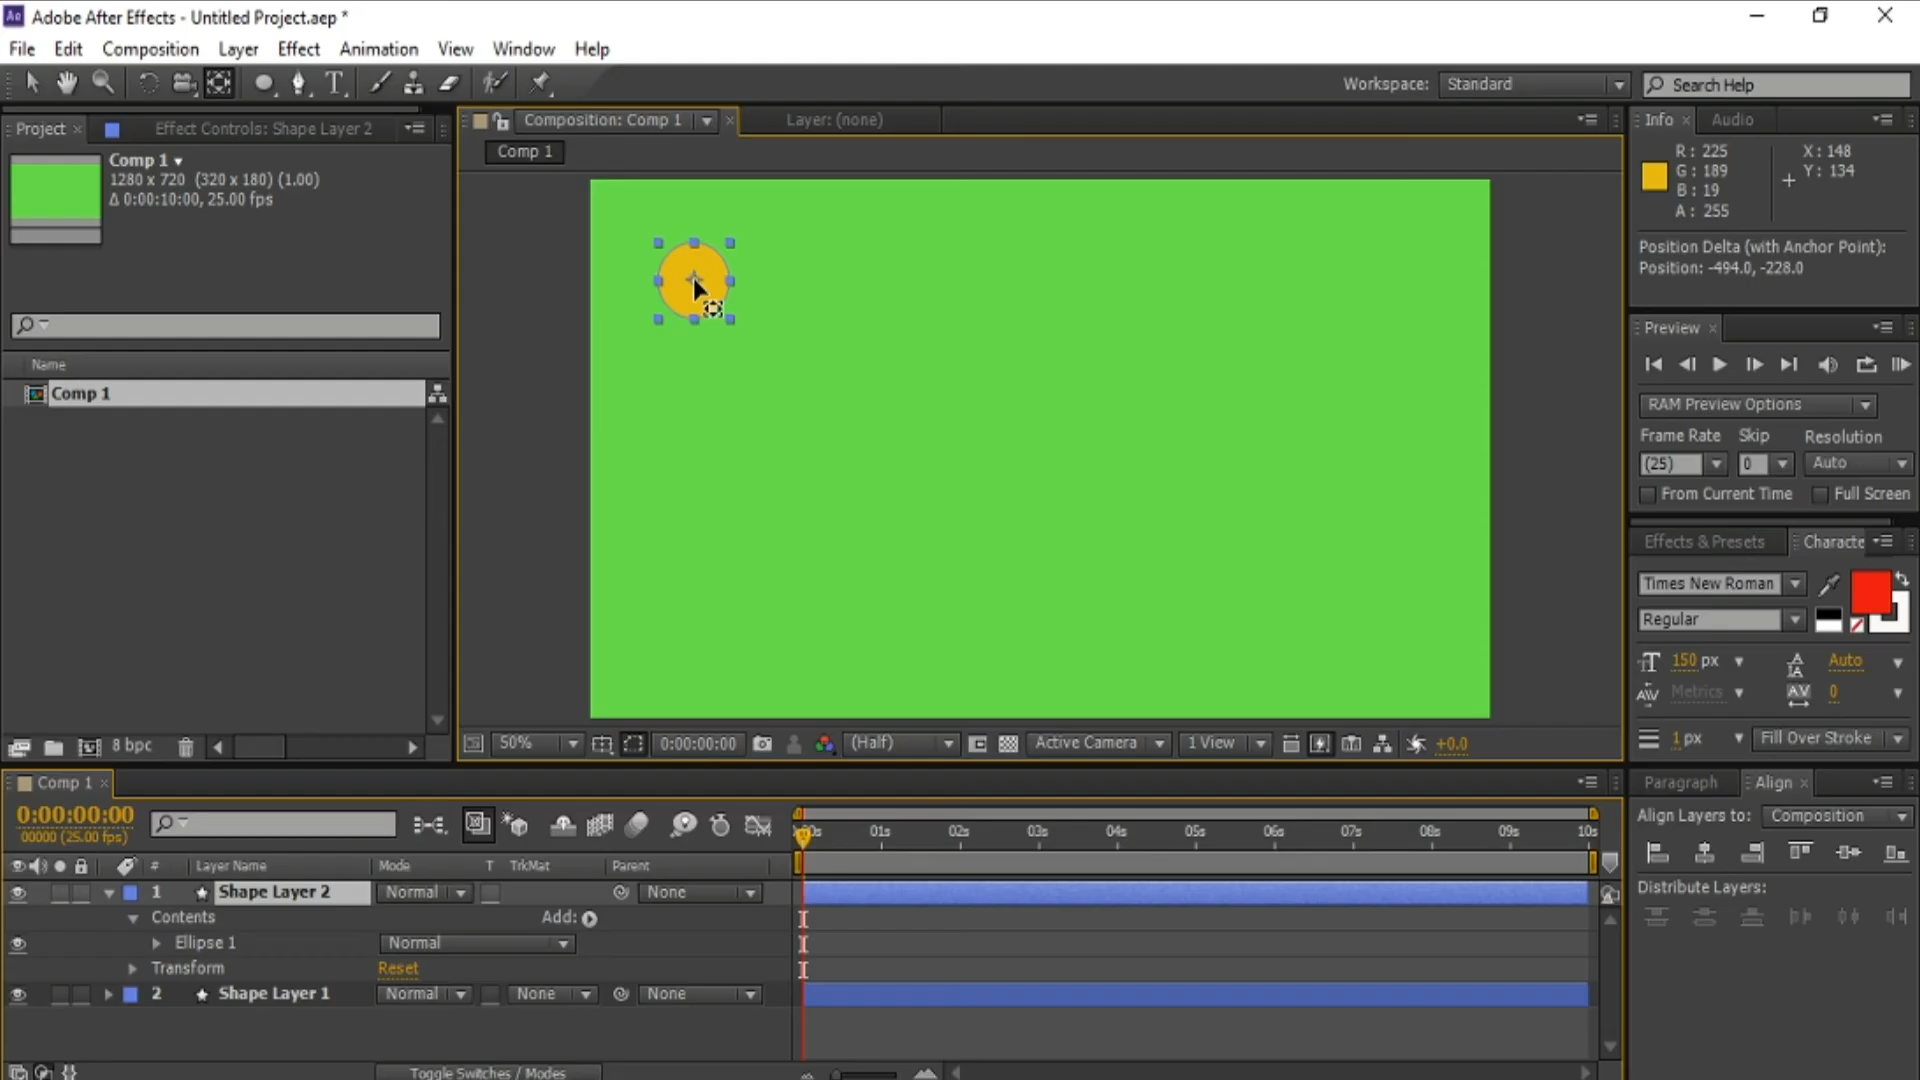 Ae Adobe After Effects - Untitled Project.aep *
File Edit Composition Layer Effect Animation View Window Help
T Workspace: Standard Search Help
Project Effect Controls: Shape Layer 2
Comp 1
1280 x 720 (320 x 180) (1.00)
Δ 0:00:10:00, 25.00 fps
Name
Comp 1
8 bpc
Composition: Comp 1 Layer: (none)
Comp 1
50% 0:00:00:00 (Half) Active Camera 1 View +0.0
Info Audio
R: 225 X: 148
G: 189 Y: 134
B: 19
A: 255
Position Delta (with Anchor Point):
Position: -494.0, -228.0
Preview
RAM Preview Options
Frame Rate Skip Resolution
(25) 0 Auto
From Current Time Full Screen
Effects & Presets Characte
Times New Roman
Regular
150 px Auto
Metrics AV 0
1 px Fill Over Stroke
Comp 1
0:00:00:00
00000 (25.00 fps)
01s 02s 03s 04s 05s 06s 07s 08s 09s 10s
# Layer Name Mode T TrkMat Parent
1 Shape Layer 2 Normal None
Contents Add:
Ellipse 1 Normal
Transform Reset
2 Shape Layer 1 Normal None None
Toggle Switches / Modes
Paragraph Align
Align Layers to: Composition
Distribute Layers: